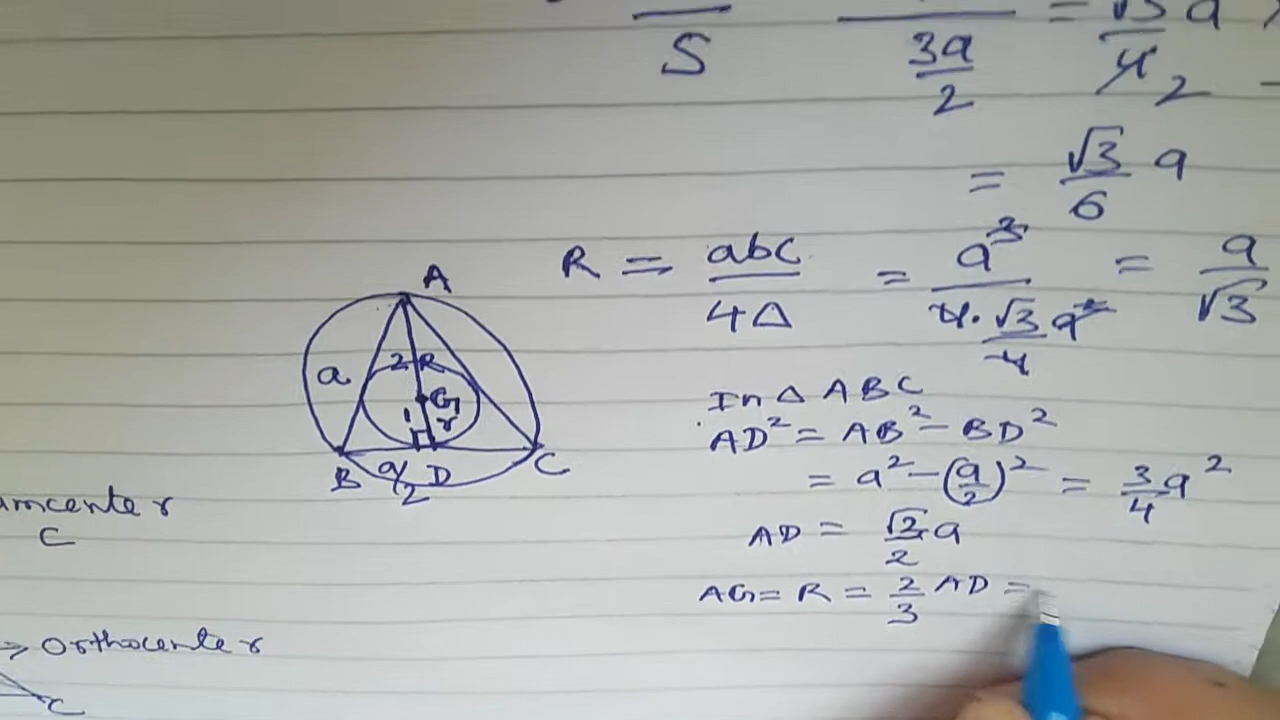 S 3a/2 = √3/4 a 2
= √3/6 a
R = abc/4Δ = a³/(4·√3/4 a²) = a/√3
A
a 2 R
1 G r
B a/2 D C
In Δ ABC
AD² = AB² - BD²
= a² - (a/2)² = 3/4 a²
AD = √3/2 a
AG = R = 2/3 AD =
C
=> Orthocenter
C